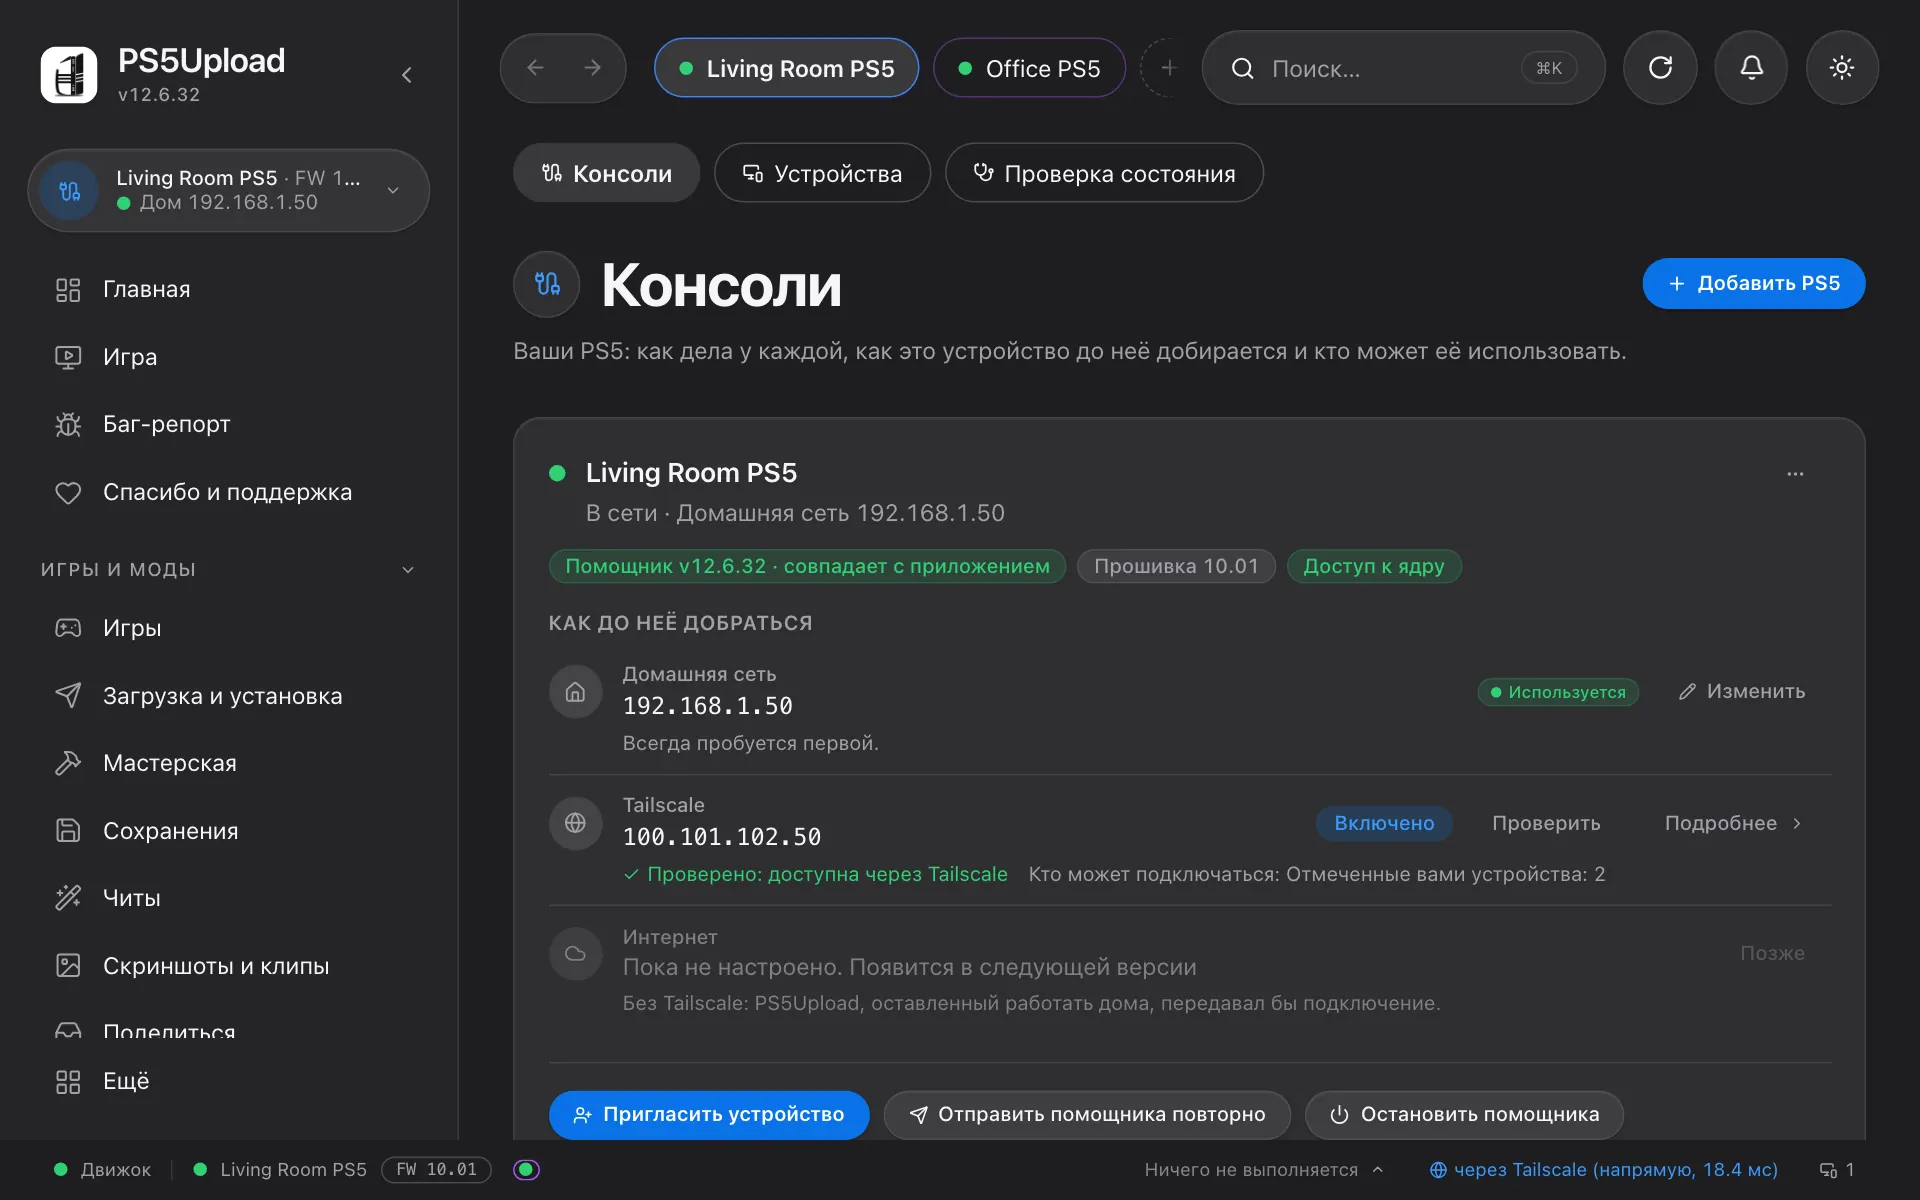 PS5Upload
v12.6.32
Living Room PS5 · FW 1...
Дом 192.168.1.50
Главная
Игра
Баг-репорт
Спасибо и поддержка
ИГРЫ И МОДЫ
Игры
Загрузка и установка
Мастерская
Сохранения
Читы
Скриншоты и клипы
Поделиться
Ещё
Living Room PS5
Office PS5
Поиск...
⌘K
Консоли
Устройства
Проверка состояния
Консоли
Добавить PS5
Ваши PS5: как дела у каждой, как это устройство до неё добирается и кто может её использовать.
Living Room PS5
В сети · Домашняя сеть 192.168.1.50
Помощник v12.6.32 · совпадает с приложением
Прошивка 10.01
Доступ к ядру
КАК ДО НЕЁ ДОБРАТЬСЯ
Домашняя сеть
192.168.1.50
Всегда пробуется первой.
Используется
Изменить
Tailscale
100.101.102.50
Включено
Проверить
Подробнее
Проверено: доступна через Tailscale
Кто может подключаться: Отмеченные вами устройства: 2
Интернет
Пока не настроено. Появится в следующей версии
Без Tailscale: PS5Upload, оставленный работать дома, передавал бы подключение.
Позже
Пригласить устройство
Отправить помощника повторно
Остановить помощника
Движок
Living Room PS5
FW 10.01
Ничего не выполняется
через Tailscale (напрямую, 18.4 мс)
1